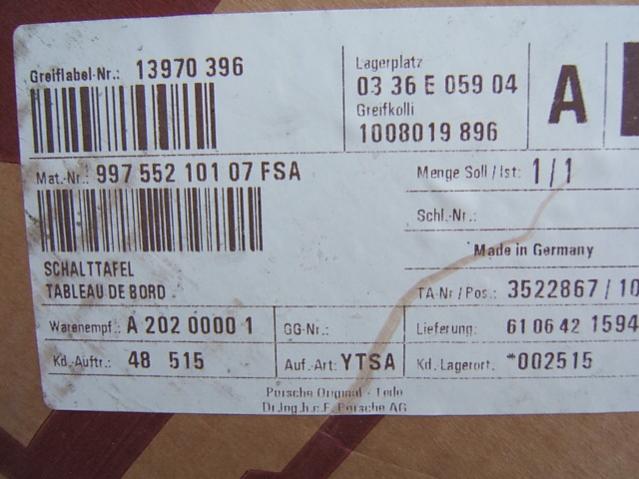 Greiflabel-Nr.: 13970 396
Lagerplatz
03 36 E 059 04
A
Greifkolli
1008019 896
Mat.-Nr.: 997 552 101 07 FSA
Menge Soll / Ist: 1 / 1
Schl.-Nr.:
Made in Germany
SCHALTTAFEL
TABLEAU DE BORD
TA-Nr / Pos.: 3522867 / 10
Warenempf.: A 202 0000 1
GG-Nr.:
Lieferung: 61 06 42 1594
Kd.-Auftr.: 48 515
Auf.-Art: YTSA
Kd. Lagerort. *002515
Porsche Original - Teile
Dr.Ing.h.c.F. Porsche AG